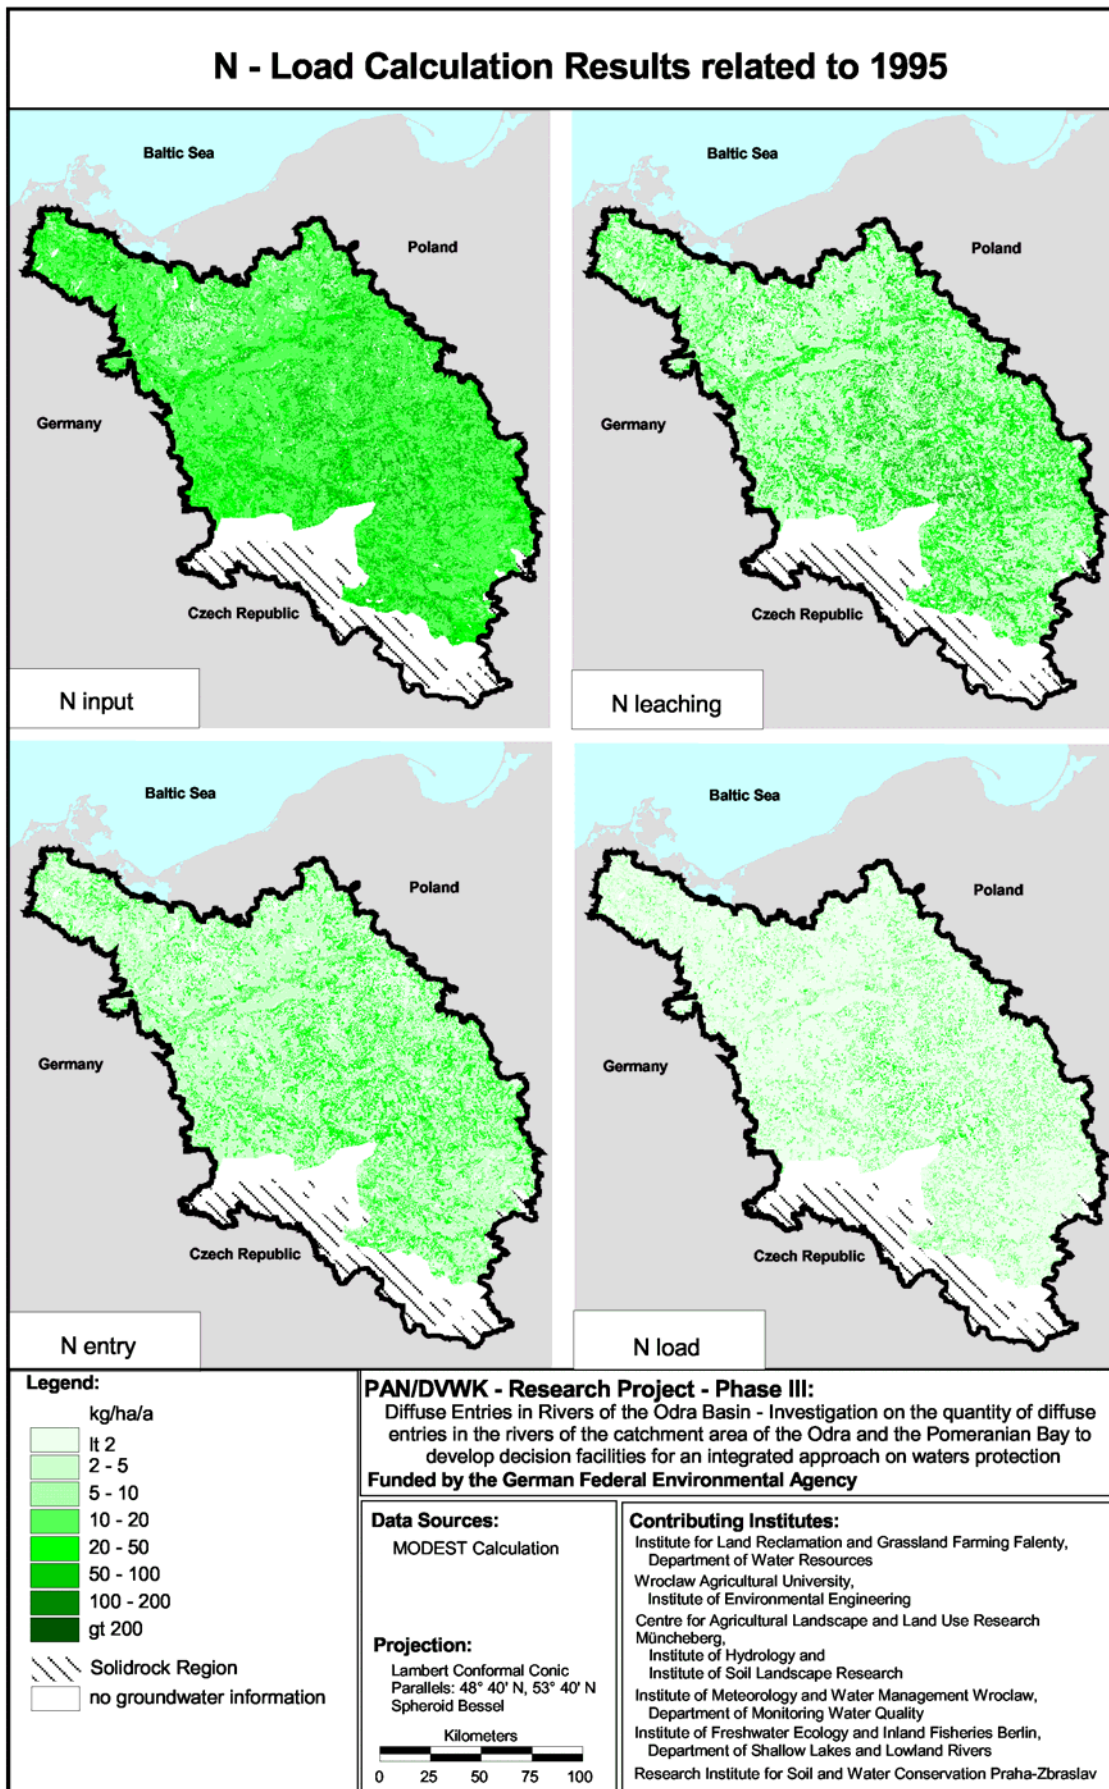 N - Load Calculation Results related to 1995
Baltic Sea
Poland
Germany
Czech Republic
N input
Baltic Sea
Poland
Germany
Czech Republic
N leaching
Baltic Sea
Poland
Germany
Czech Republic
N entry
Baltic Sea
Poland
Germany
Czech Republic
N load
Legend:
kg/ha/a
lt 2
2 - 5
5 - 10
10 - 20
20 - 50
50 - 100
100 - 200
gt 200
Solidrock Region
no groundwater information
PAN/DVWK - Research Project - Phase III:
Diffuse Entries in Rivers of the Odra Basin - Investigation on the quantity of diffuse
entries in the rivers of the catchment area of the Odra and the Pomeranian Bay to
develop decision facilities for an integrated approach on waters protection
Funded by the German Federal Environmental Agency
Data Sources:
MODEST Calculation
Projection:
Lambert Conformal Conic
Parallels: 48° 40' N, 53° 40' N
Spheroid Bessel
Kilometers
0 25 50 75 100
Contributing Institutes:
Institute for Land Reclamation and Grassland Farming Falenty,
Department of Water Resources
Wroclaw Agricultural University,
Institute of Environmental Engineering
Centre for Agricultural Landscape and Land Use Research
Müncheberg,
Institute of Hydrology and
Institute of Soil Landscape Research
Institute of Meteorology and Water Management Wroclaw,
Department of Monitoring Water Quality
Institute of Freshwater Ecology and Inland Fisheries Berlin,
Department of Shallow Lakes and Lowland Rivers
Research Institute for Soil and Water Conservation Praha-Zbraslav